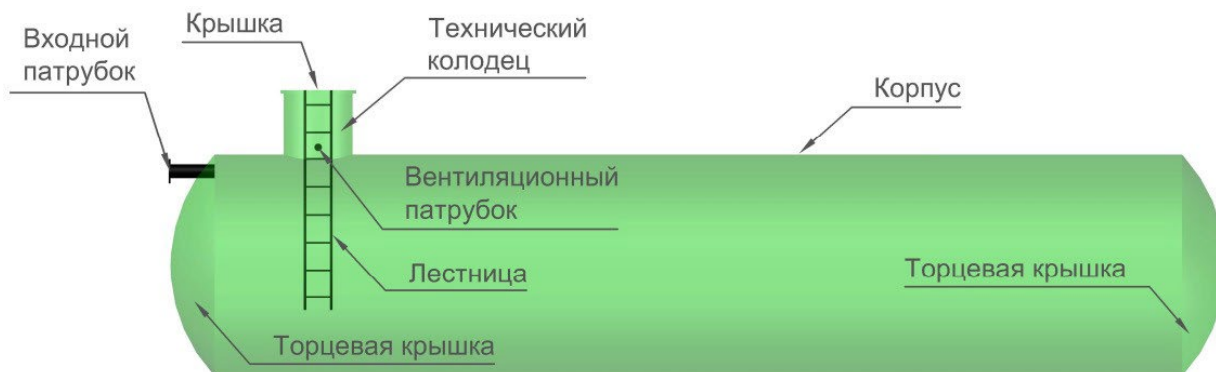 Крышка
Входной
патрубок
Технический
колодец
Корпус
Вентиляционный
патрубок
Лестница
Торцевая крышка
Торцевая крышка